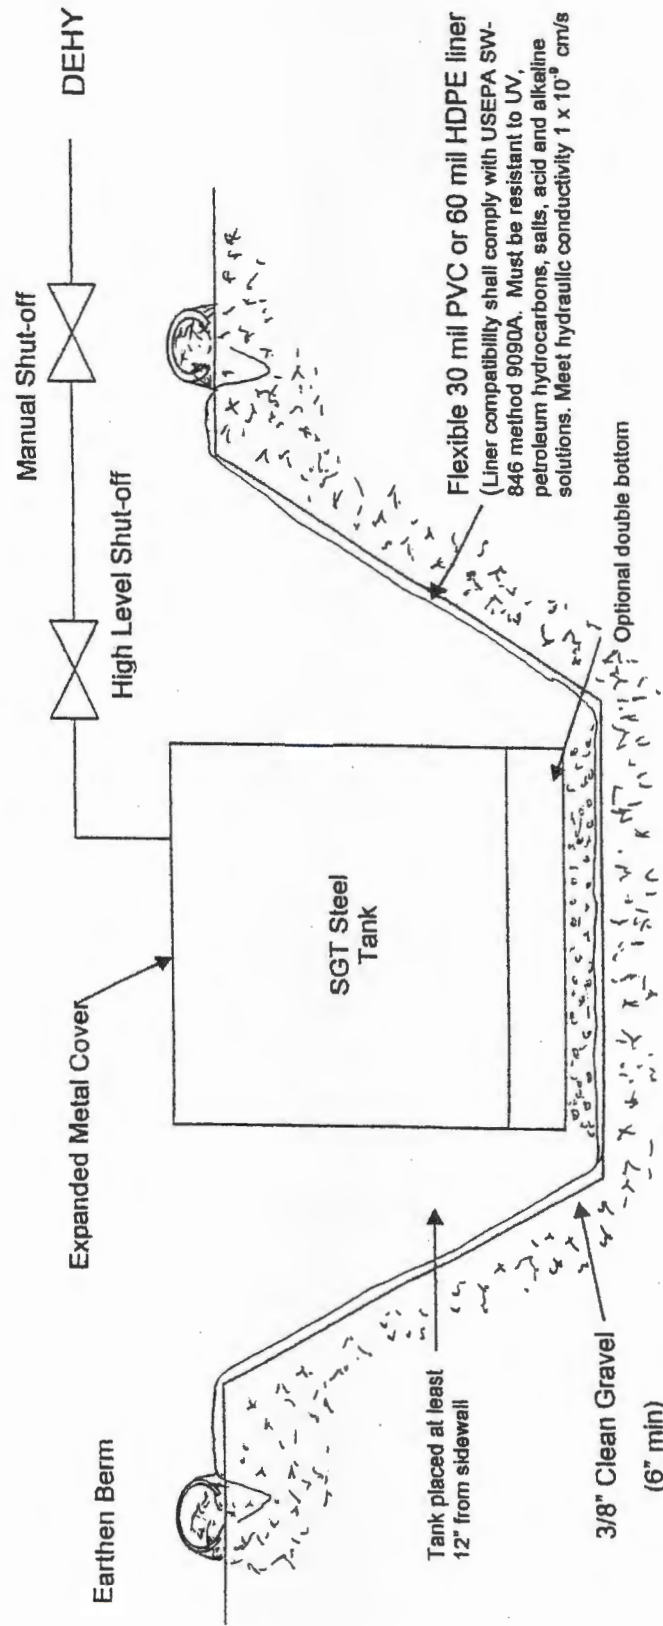 DEHY
Manual Shut-off
High Level Shut-off
Expanded Metal Cover
Earthen Berm
SGT Steel
Tank
Tank placed at least
12" from sidewall
3/8" Clean Gravel
(6" min)
Flexible 30 mil PVC or 60 mil HDPE liner
(Liner compatibility shall comply with USEPA SW-
846 method 9090A. Must be resistant to UV,
petroleum hydrocarbons, salts, acid and alkaline
solutions. Meet hydraulic conductivity 1 x 10⁻⁹ cm/s
Optional double bottom